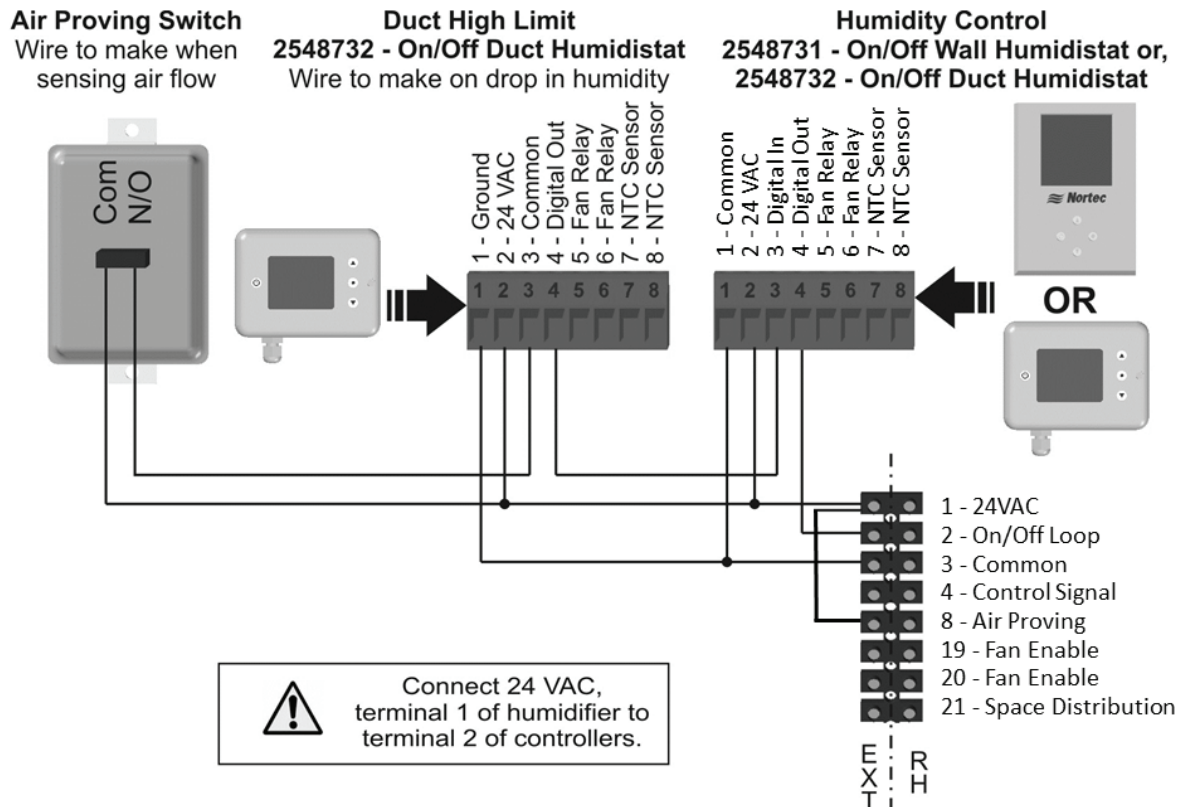 Air Proving Switch
Wire to make when
sensing air flow
Duct High Limit
2548732 - On/Off Duct Humidistat
Wire to make on drop in humidity
Humidity Control
2548731 - On/Off Wall Humidistat or,
2548732 - On/Off Duct Humidistat
Com
N/O
1 - Ground
2 - 24 VAC
3 - Common
4 - Digital Out
5 - Fan Relay
6 - Fan Relay
7 - NTC Sensor
8 - NTC Sensor
1 2 3 4 5 6 7 8
1 - Common
2 - 24 VAC
3 - Digital In
4 - Digital Out
5 - Fan Relay
6 - Fan Relay
7 - NTC Sensor
8 - NTC Sensor
1 2 3 4 5 6 7 8
Nortec
OR
1 - 24VAC
2 - On/Off Loop
3 - Common
4 - Control Signal
8 - Air Proving
19 - Fan Enable
20 - Fan Enable
21 - Space Distribution
EXT
RH
Connect 24 VAC,
terminal 1 of humidifier to
terminal 2 of controllers.